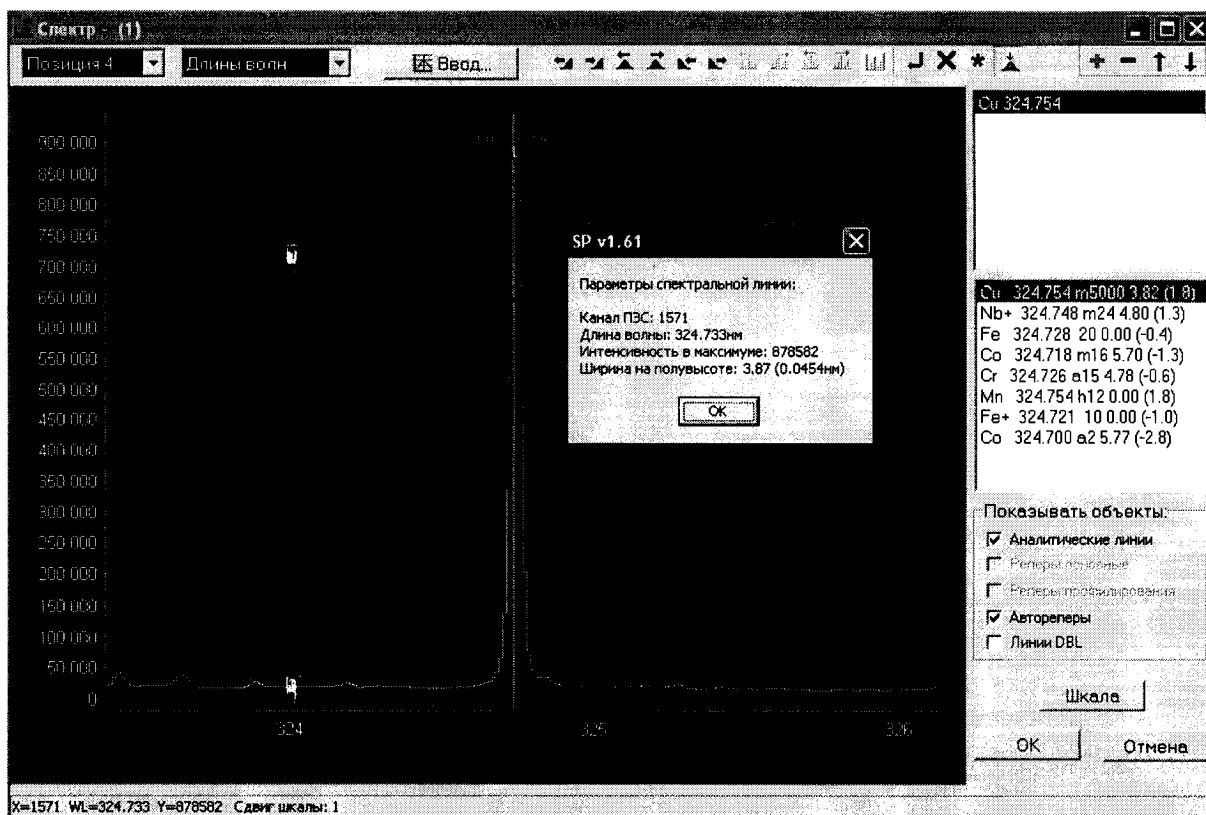 Спектр - (1)
Позиция 4
Длины волн
Ввод...
Cu 324.754
900 000
850 000
800 000
750 000
700 000
650 000
600 000
550 000
500 000
450 000
400 000
350 000
300 000
250 000
200 000
150 000
100 000
50 000
0
324
325
326
SP v1.61
Параметры спектральной линии:
Канал ПЗС: 1571
Длина волны: 324.733нм
Интенсивность в максимуме: 878582
Ширина на полувысоте: 3.87 (0.0454нм)
OK
Cu 324.754 m5000 3.82 (1.8)
Nb+ 324.748 m24 4.80 (1.3)
Fe 324.728 20 0.00 (-0.4)
Co 324.718 m16 5.70 (-1.3)
Cr 324.726 a15 4.78 (-0.6)
Mn 324.754 h12 0.00 (1.8)
Fe+ 324.721 10 0.00 (-1.0)
Co 324.700 a2 5.77 (-2.8)
Показывать объекты:
Аналитические линии
Реперы основные
Реперы профилирования
Автореперы
Линии DBL
Шкала
OK
Отмена
X=1571 WL=324.733 Y=878582 Сдвиг шкалы: 1